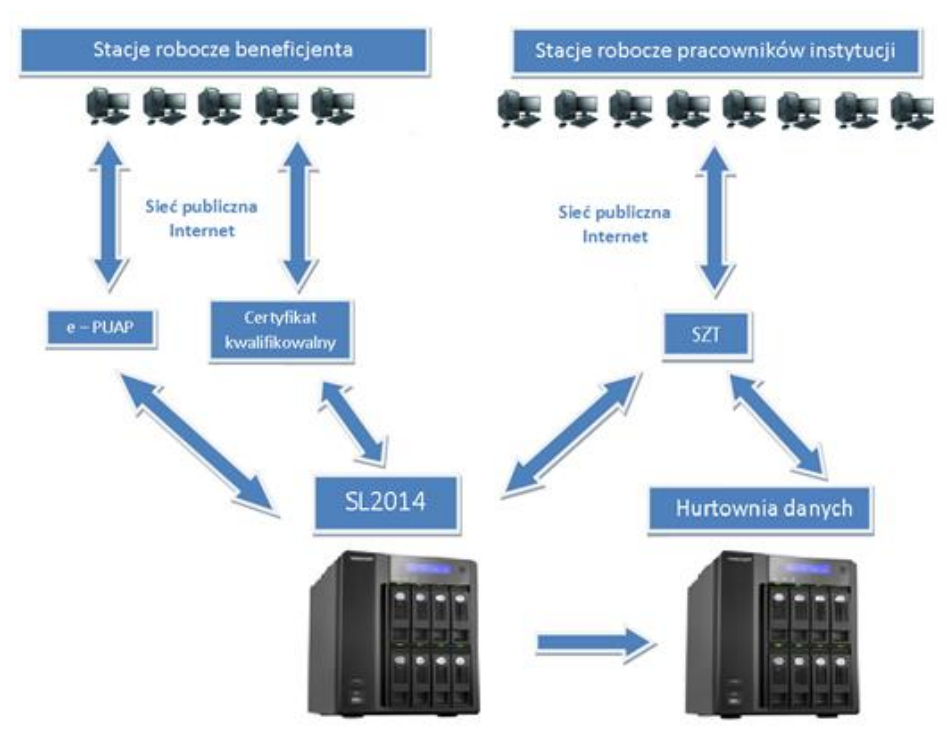 Stacje robocze beneficjenta
Stacje robocze pracowników instytucji
Sieć publiczna
Internet
Sieć publiczna
Internet
e – PUAP
Certyfikat
kwalifikowalny
SZT
SL2014
Hurtownia danych